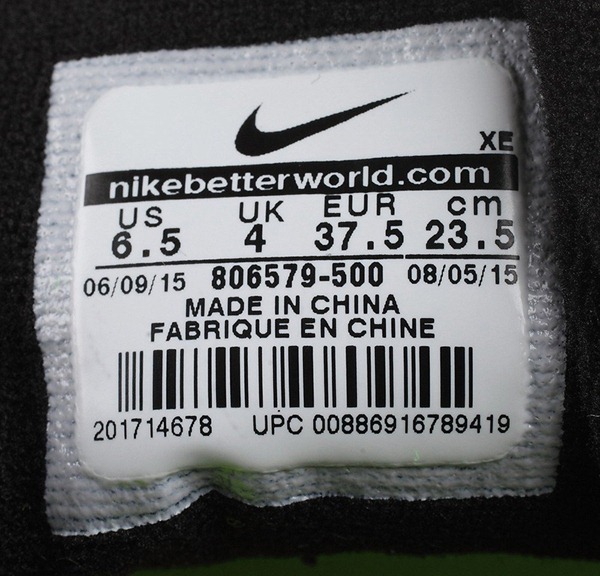 XE
nikebetterworld.com
US UK EUR cm
6.5 4 37.5 23.5
06/09/15 806579-500 08/05/15
MADE IN CHINA
FABRIQUE EN CHINE
201714678 UPC 00886916789419